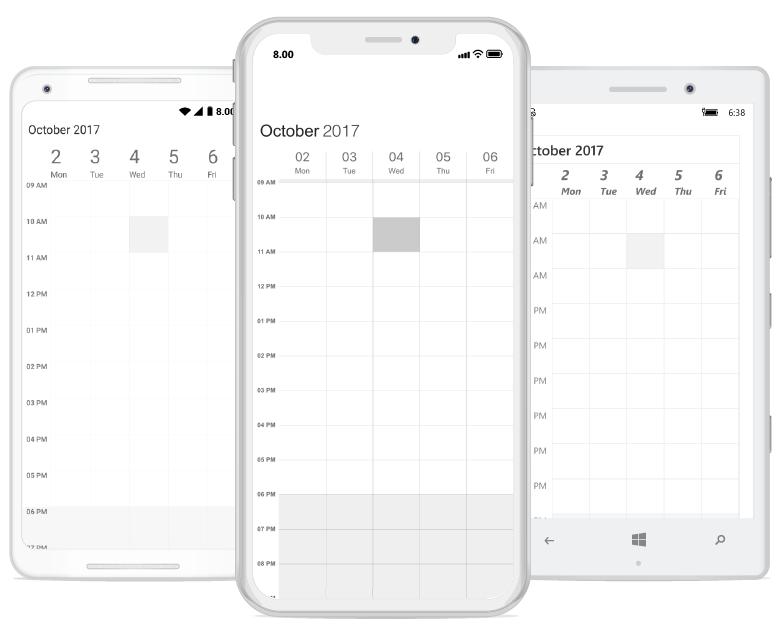 8.00
October 2017
2 3 4 5 6
Mon Tue Wed Thu Fri
09 AM
10 AM
11 AM
12 PM
01 PM
02 PM
03 PM
04 PM
05 PM
06 PM
8.00
October 2017
02 03 04 05 06
Mon Tue Wed Thu Fri
09 AM
10 AM
11 AM
12 PM
01 PM
02 PM
03 PM
04 PM
05 PM
06 PM
07 PM
08 PM
6:38
ctober 2017
2 3 4 5 6
Mon Tue Wed Thu Fri
AM
AM
AM
PM
PM
PM
PM
PM
PM